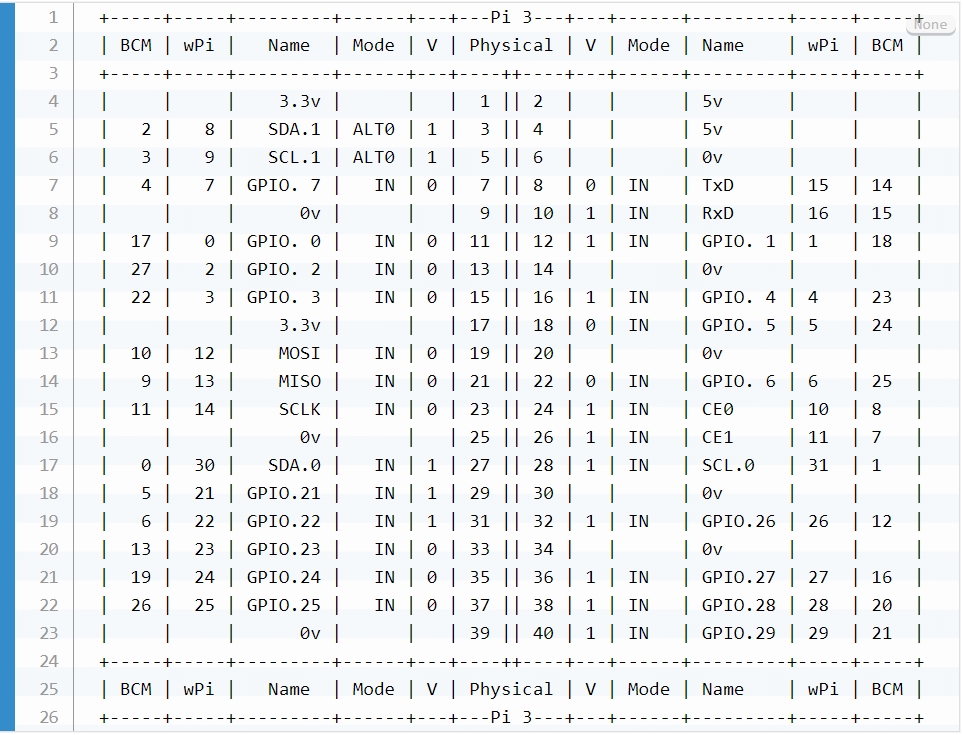 1 +-----+-----+---------+------+---+---Pi 3---+---+------+---------+-----+-----+
None
2 | BCM | wPi |   Name  | Mode | V | Physical | V | Mode | Name    | wPi | BCM |
3 +-----+-----+---------+------+---+----++----+---+------+---------+-----+-----+
4 |     |     |    3.3v |      |   |  1 || 2  |   |      | 5v      |     |     |
5 |   2 |   8 |   SDA.1 | ALT0 | 1 |  3 || 4  |   |      | 5v      |     |     |
6 |   3 |   9 |   SCL.1 | ALT0 | 1 |  5 || 6  |   |      | 0v      |     |     |
7 |   4 |   7 | GPIO. 7 |   IN | 0 |  7 || 8  | 0 | IN   | TxD     | 15  | 14  |
8 |     |     |      0v |      |   |  9 || 10 | 1 | IN   | RxD     | 16  | 15  |
9 |  17 |   0 | GPIO. 0 |   IN | 0 | 11 || 12 | 1 | IN   | GPIO. 1 | 1   | 18  |
10 |  27 |   2 | GPIO. 2 |   IN | 0 | 13 || 14 |   |      | 0v      |     |     |
11 |  22 |   3 | GPIO. 3 |   IN | 0 | 15 || 16 | 1 | IN   | GPIO. 4 | 4   | 23  |
12 |     |     |    3.3v |      |   | 17 || 18 | 0 | IN   | GPIO. 5 | 5   | 24  |
13 |  10 |  12 |    MOSI |   IN | 0 | 19 || 20 |   |      | 0v      |     |     |
14 |   9 |  13 |    MISO |   IN | 0 | 21 || 22 | 0 | IN   | GPIO. 6 | 6   | 25  |
15 |  11 |  14 |    SCLK |   IN | 0 | 23 || 24 | 1 | IN   | CE0     | 10  | 8   |
16 |     |     |      0v |      |   | 25 || 26 | 1 | IN   | CE1     | 11  | 7   |
17 |   0 |  30 |   SDA.0 |   IN | 1 | 27 || 28 | 1 | IN   | SCL.0   | 31  | 1   |
18 |   5 |  21 | GPIO.21 |   IN | 1 | 29 || 30 |   |      | 0v      |     |     |
19 |   6 |  22 | GPIO.22 |   IN | 1 | 31 || 32 | 1 | IN   | GPIO.26 | 26  | 12  |
20 |  13 |  23 | GPIO.23 |   IN | 0 | 33 || 34 |   |      | 0v      |     |     |
21 |  19 |  24 | GPIO.24 |   IN | 0 | 35 || 36 | 1 | IN   | GPIO.27 | 27  | 16  |
22 |  26 |  25 | GPIO.25 |   IN | 0 | 37 || 38 | 1 | IN   | GPIO.28 | 28  | 20  |
23 |     |     |      0v |      |   | 39 || 40 | 1 | IN   | GPIO.29 | 29  | 21  |
24 +-----+-----+---------+------+---+----++----+---+------+---------+-----+-----+
25 | BCM | wPi |   Name  | Mode | V | Physical | V | Mode | Name    | wPi | BCM |
26 +-----+-----+---------+------+---+---Pi 3---+---+------+---------+-----+-----+